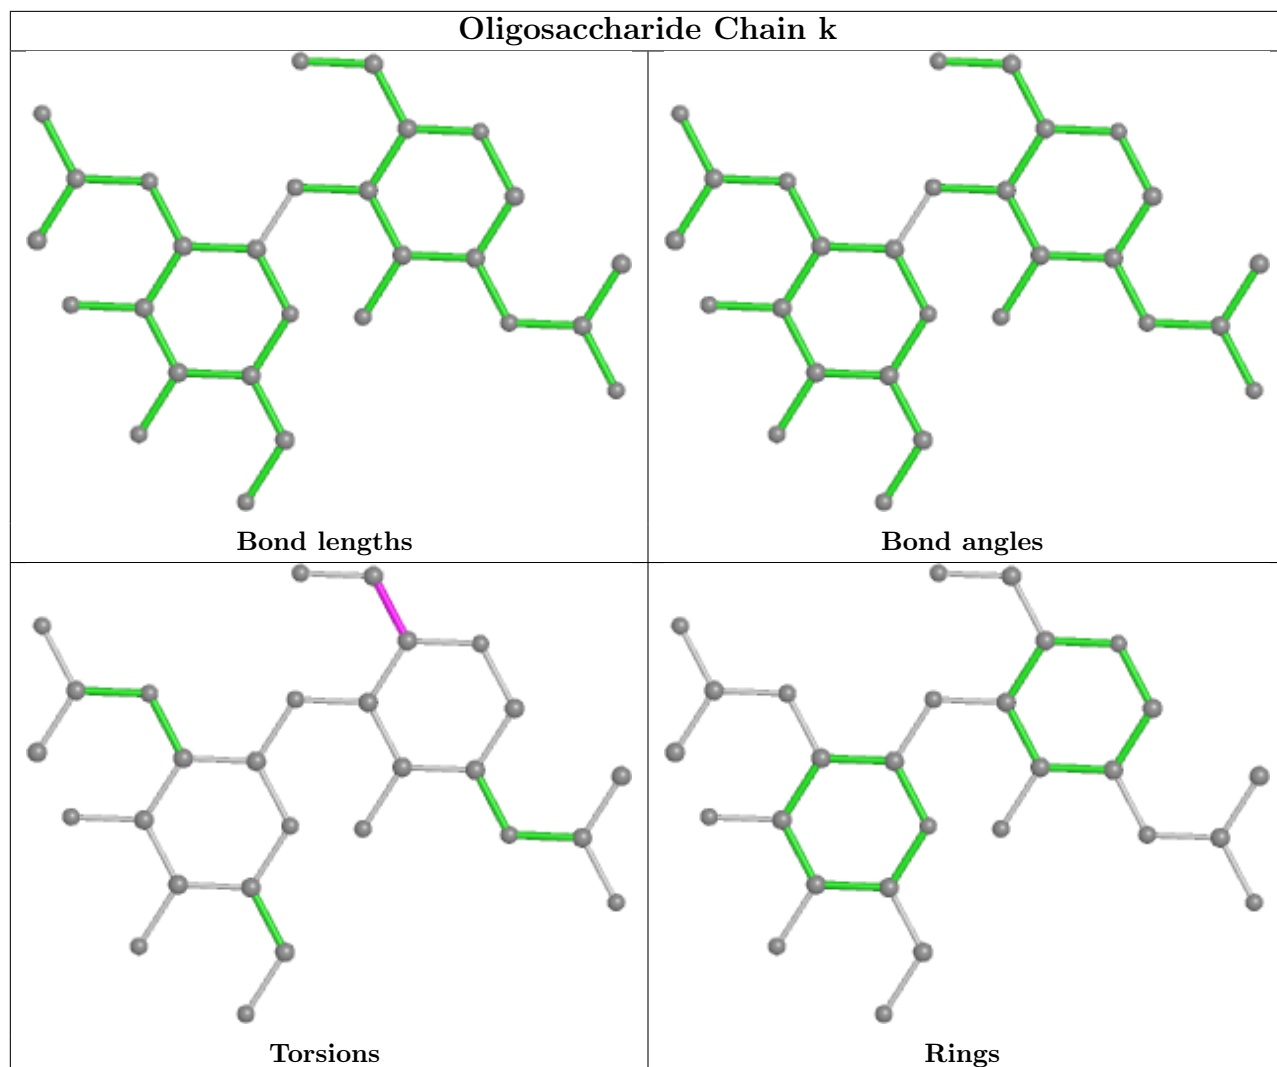 Oligosaccharide Chain k
Bond lengths
Bond angles
Torsions
Rings